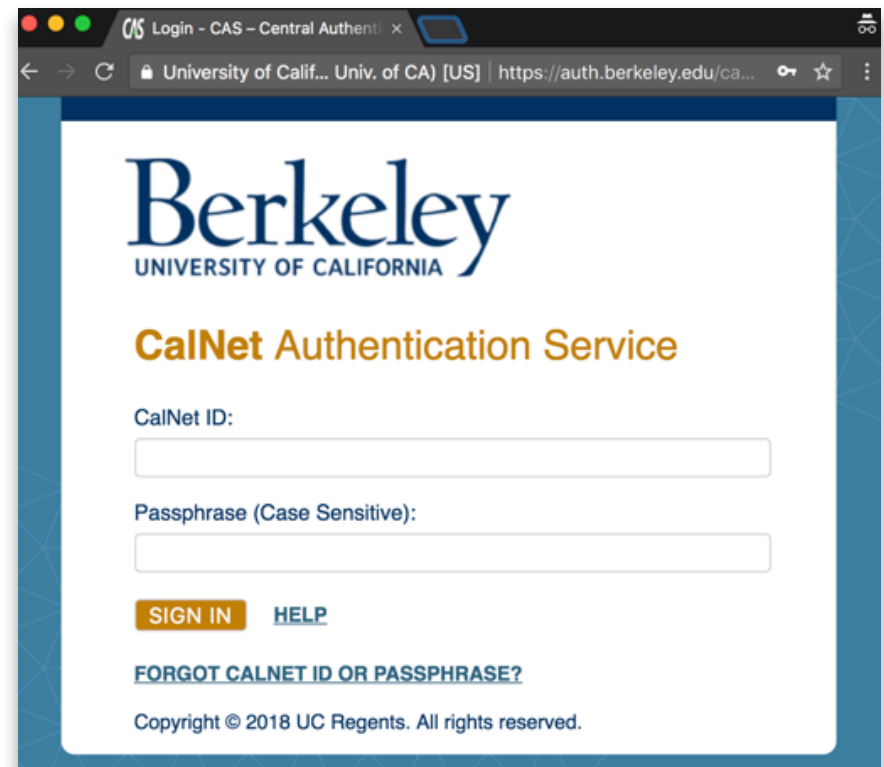 CAS Login - CAS – Central Authenti
University of Calif... Univ. of CA) [US] | https://auth.berkeley.edu/ca...
Berkeley
UNIVERSITY OF CALIFORNIA
CalNet Authentication Service
CalNet ID:
Passphrase (Case Sensitive):
SIGN IN HELP
FORGOT CALNET ID OR PASSPHRASE?
Copyright © 2018 UC Regents. All rights reserved.